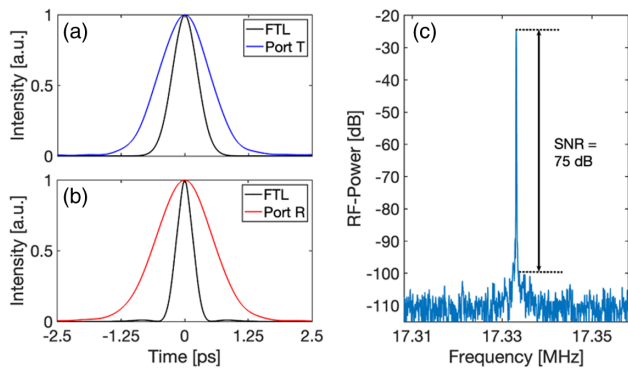 (a)
FTL
Port T
Intensity [a.u.]
1
0.5
0
(b)
FTL
Port R
Intensity [a.u.]
1
0.5
0
-2.5
-1.25
0
1.25
2.5
Time [ps]
(c)
SNR =
75 dB
RF-Power [dB]
-20
-30
-40
-50
-60
-70
-80
-90
-100
-110
17.31
17.33
17.35
Frequency [MHz]